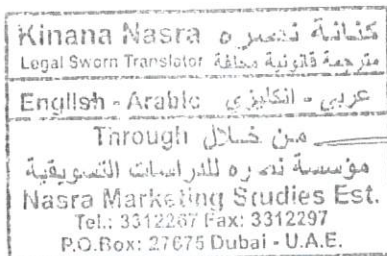 Kinana Nasra كنانة نصره
Legal Sworn Translator مترجمة قانونية محلفة
English - Arabic عربي - انكليزي
Through من خلال
مؤسسة نصره للدراسات التسويقية
Nasra Marketing Studies Est.
Tel.: 3312267 Fax: 3312297
P.O.Box: 27675 Dubai - U.A.E.